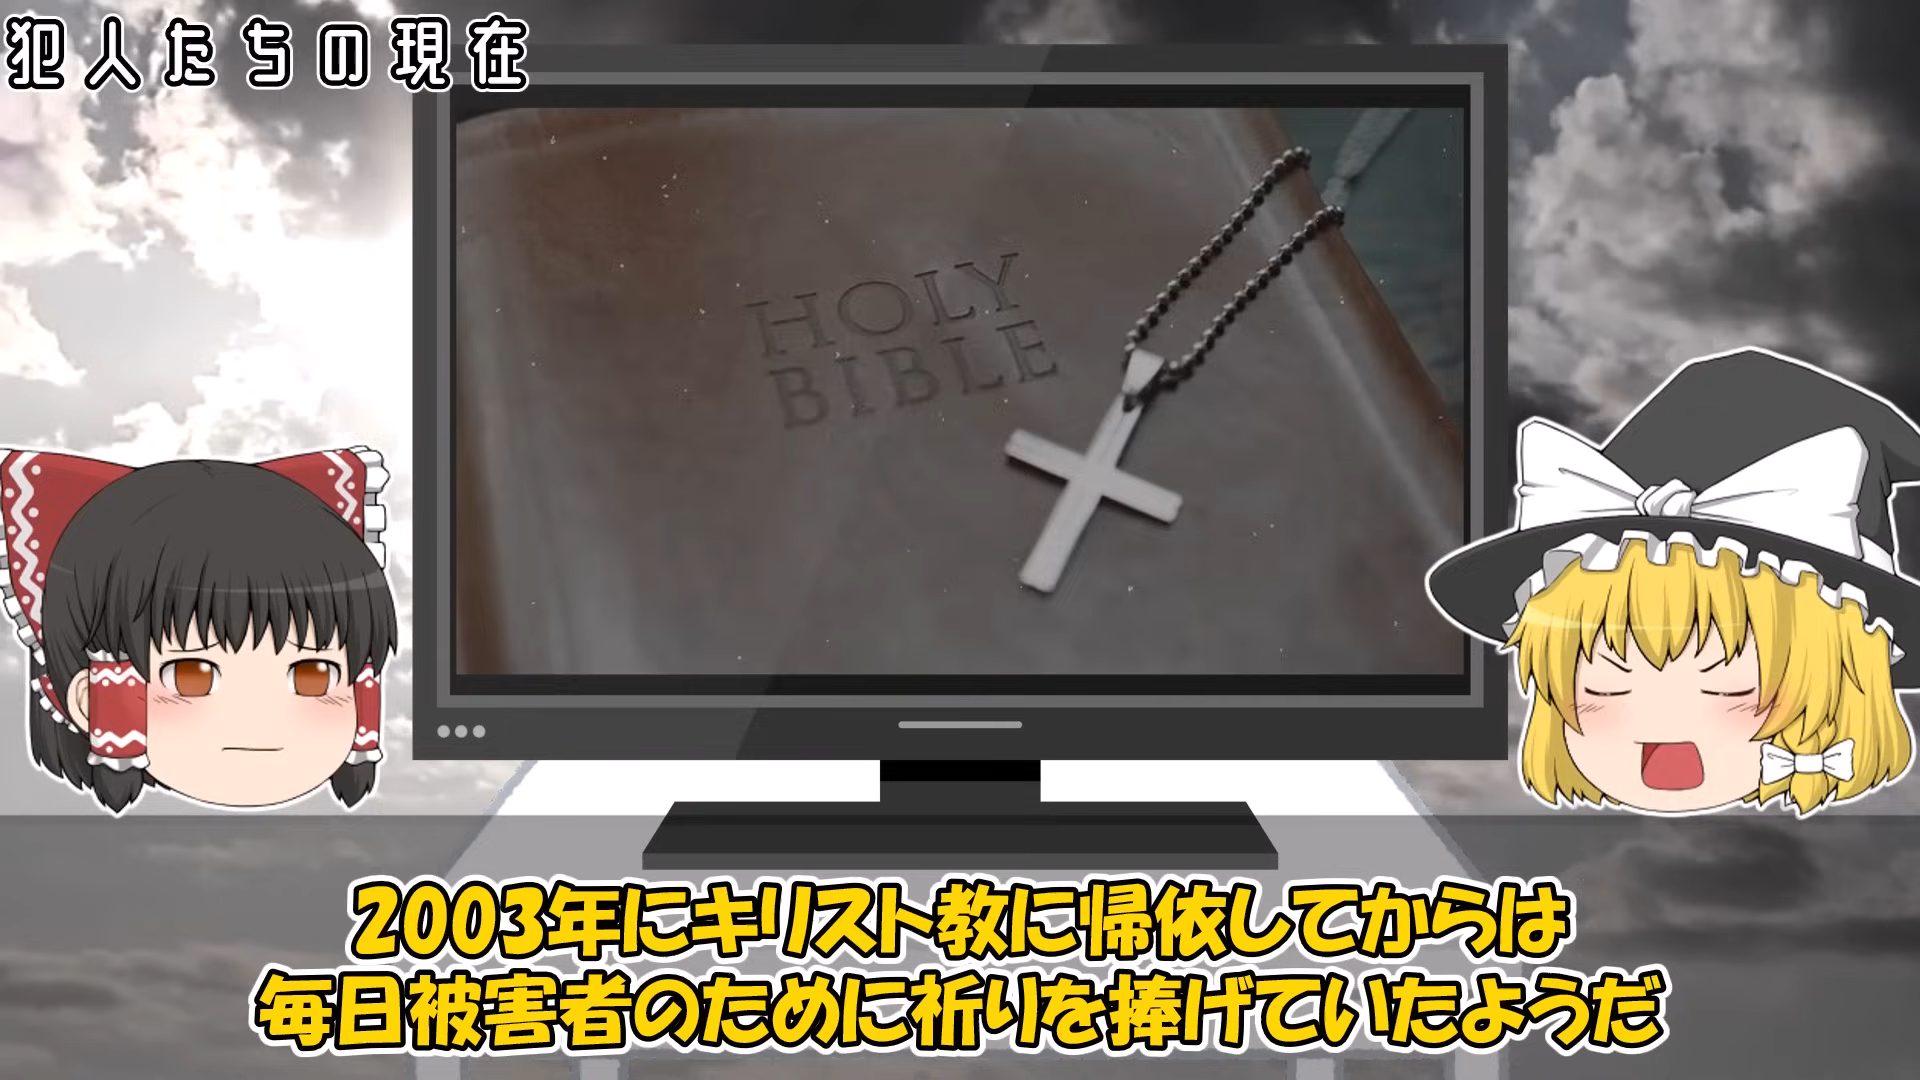 犯人たちの現在
HOLY
BIBLE
2003年にキリスト教に帰依してからは
毎日被害者のために祈りを捧げていたようだ